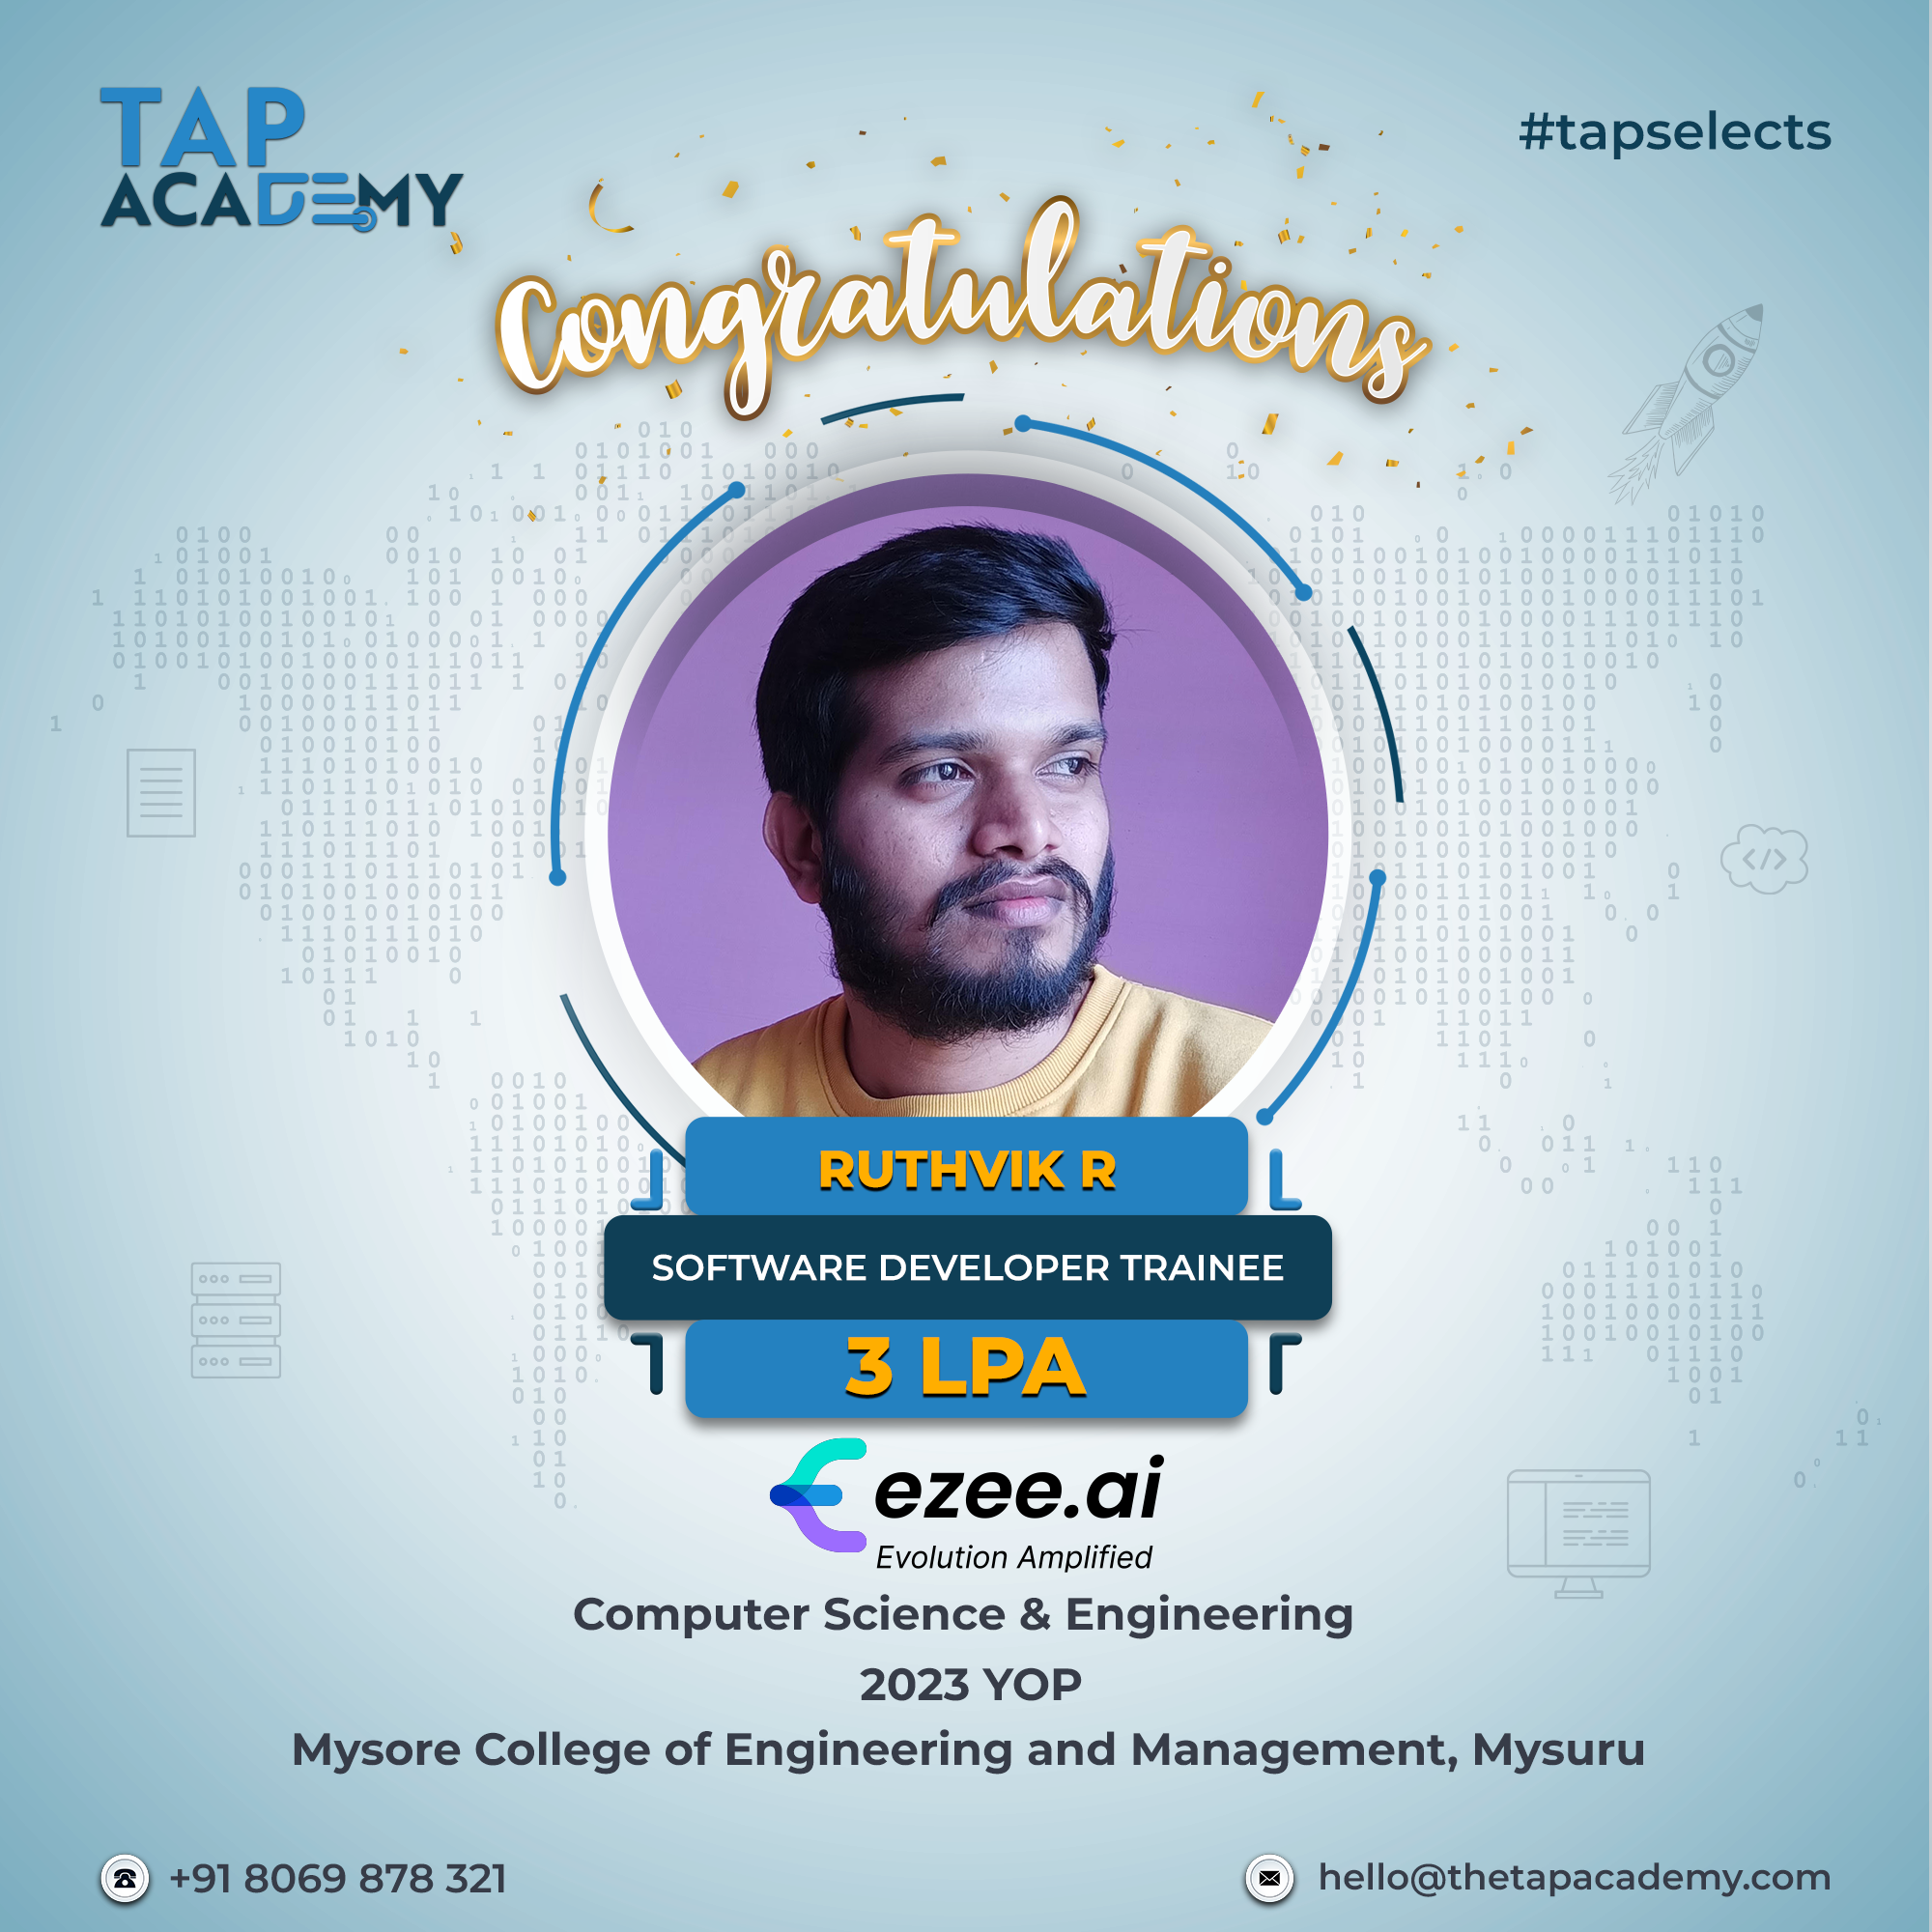 TAP
ACADEMY
#tapselects
Congratulations
RUTHVIK R
SOFTWARE DEVELOPER TRAINEE
3 LPA
ezee.ai
Evolution Amplified
Computer Science & Engineering
2023 YOP
Mysore College of Engineering and Management, Mysuru
+91 8069 878 321
hello@thetapacademy.com